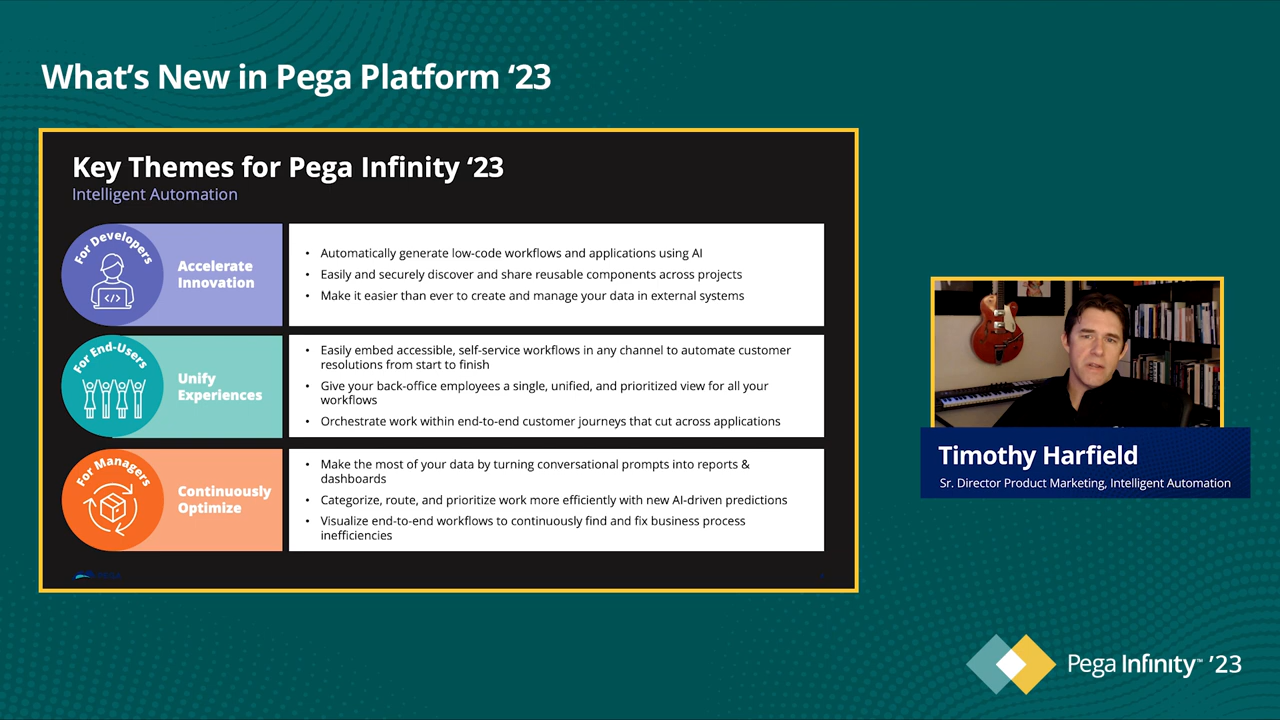 What's New in Pega Platform ‘23
Key Themes for Pega Infinity ‘23
Intelligent Automation
For Developers
Accelerate
Innovation
• Automatically generate low-code workflows and applications using AI
• Easily and securely discover and share reusable components across projects
• Make it easier than ever to create and manage your data in external systems
For End-Users
Unify
Experiences
• Easily embed accessible, self-service workflows in any channel to automate customer
resolutions from start to finish
• Give your back-office employees a single, unified, and prioritized view for all your
workflows
• Orchestrate work within end-to-end customer journeys that cut across applications
For Managers
Continuously
Optimize
• Make the most of your data by turning conversational prompts into reports &
dashboards
• Categorize, route, and prioritize work more efficiently with new AI-driven predictions
• Visualize end-to-end workflows to continuously find and fix business process
inefficiencies
Timothy Harfield
Sr. Director Product Marketing, Intelligent Automation
Pega Infinity™ ’23